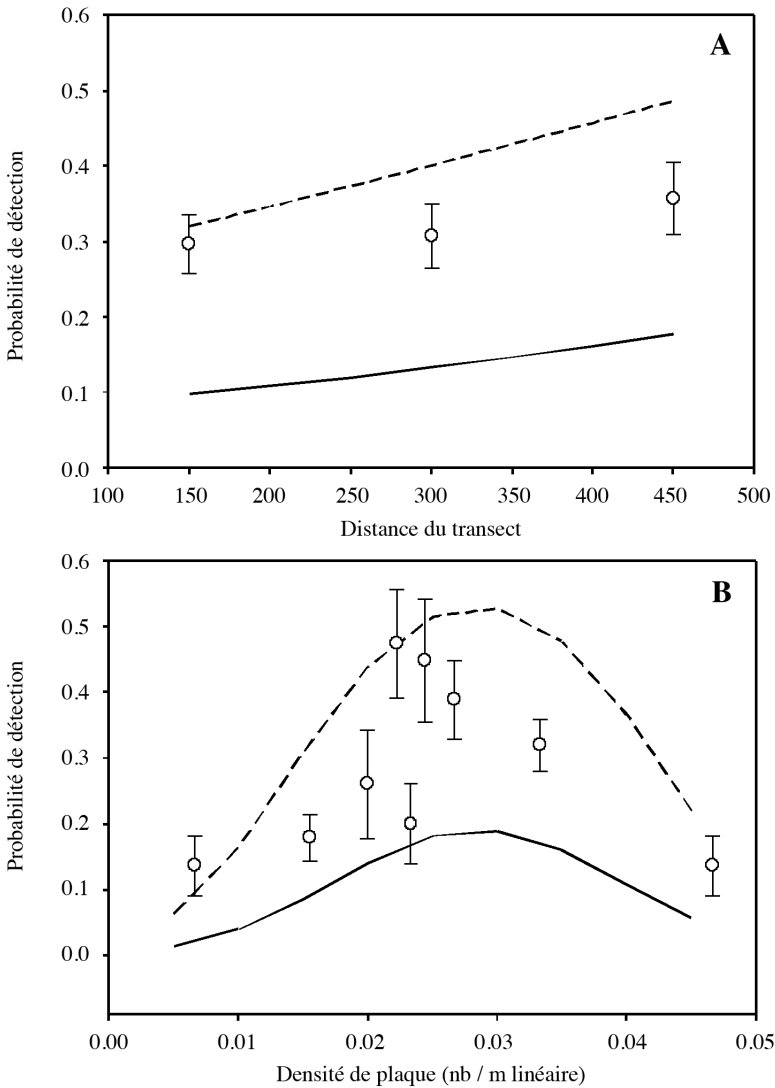 A
Probabilité de détection
0.6
0.5
0.4
0.3
0.2
0.1
0.0
100 150 200 250 300 350 400 450 500
Distance du transect
B
Probabilité de détection
0.6
0.5
0.4
0.3
0.2
0.1
0.0
0.00 0.01 0.02 0.03 0.04 0.05
Densité de plaque (nb / m linéaire)